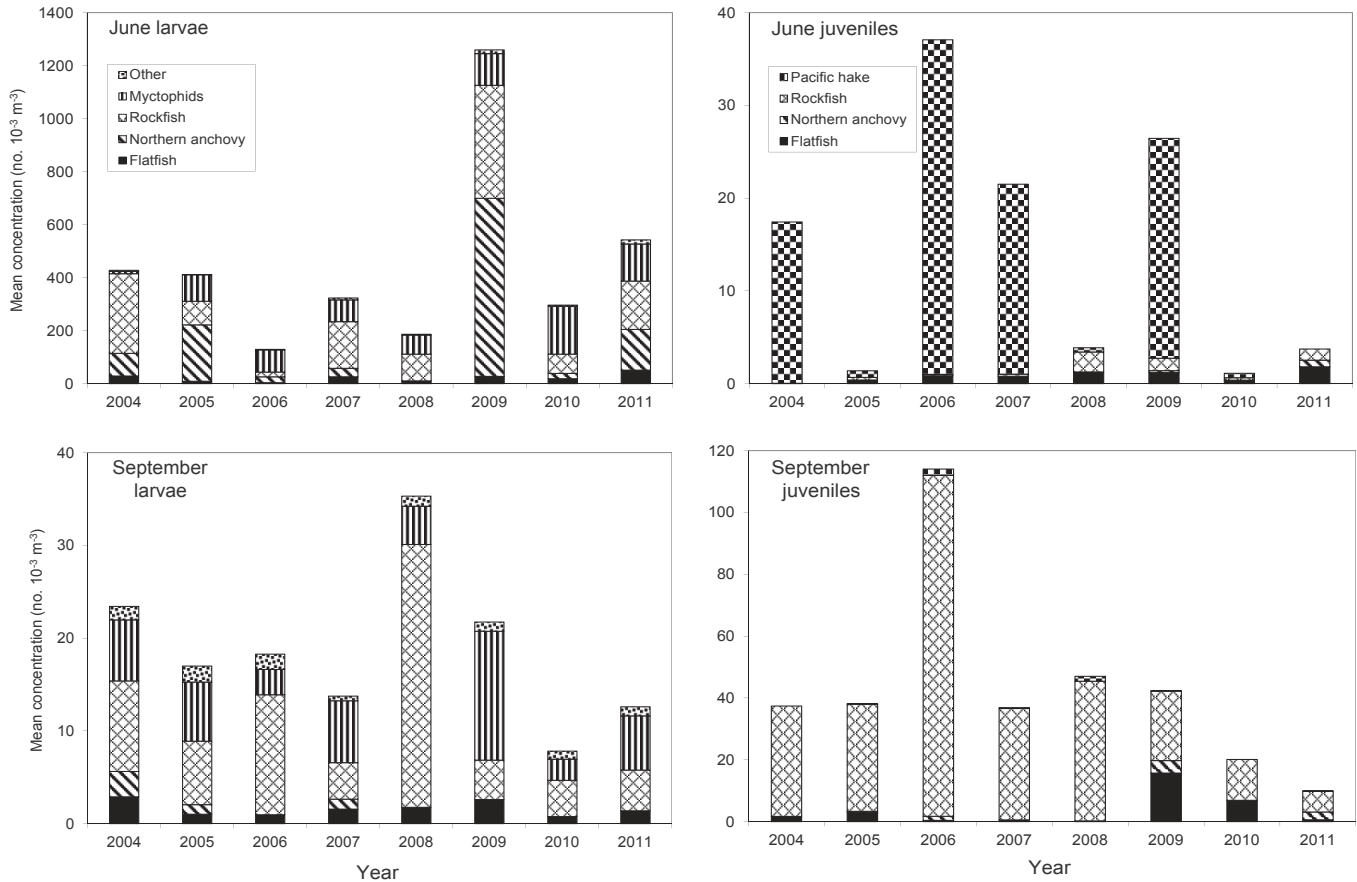 June larvae
Other
Myctophids
Rockfish
Northern anchovy
Flatfish
Mean concentration (no. 10⁻³ m⁻³)
1400
1200
1000
800
600
400
200
0
2004 2005 2006 2007 2008 2009 2010 2011
June juveniles
Pacific hake
Rockfish
Northern anchovy
Flatfish
40
30
20
10
0
2004 2005 2006 2007 2008 2009 2010 2011
September
larvae
Mean concentration (no. 10⁻³ m⁻³)
40
30
20
10
0
2004 2005 2006 2007 2008 2009 2010 2011
Year
September
juveniles
120
100
80
60
40
20
0
2004 2005 2006 2007 2008 2009 2010 2011
Year